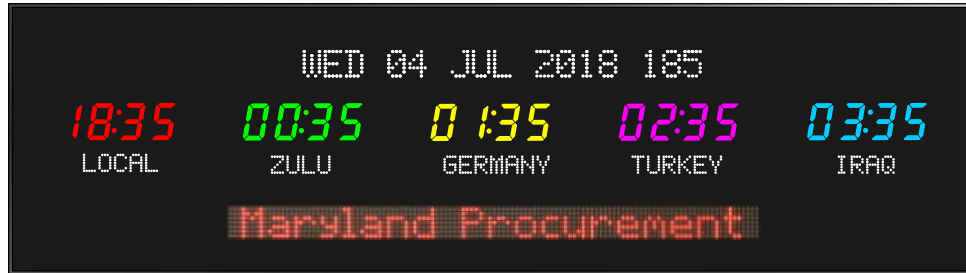 WED 04 JUL 2018 185
18:35 00:35 01:35 02:35 03:35
LOCAL ZULU GERMANY TURKEY IRAQ
Maryland Procurement